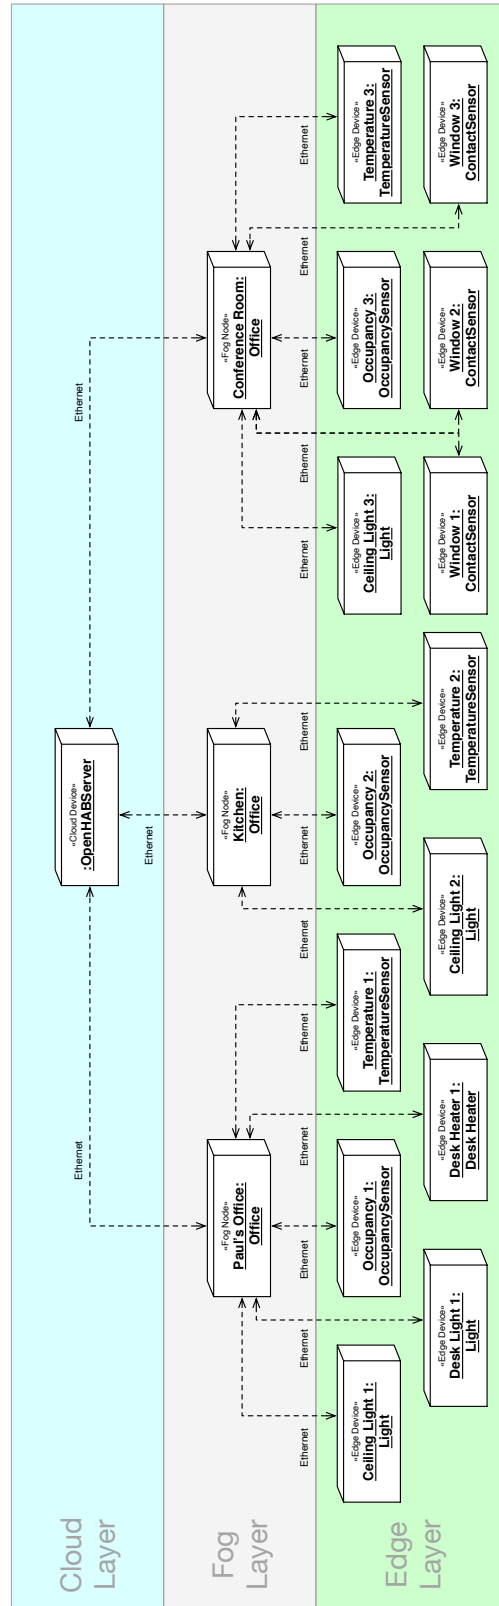 Cloud
Layer
«Cloud Device»
:OpenHABServer
Ethernet
Ethernet
Ethernet
Fog
Layer
«Fog Node»
Paul's Office:
Office
«Fog Node»
Kitchen:
Office
«Fog Node»
Conference Room:
Office
Ethernet
Ethernet
Ethernet
Ethernet
Ethernet
Ethernet
Ethernet
Ethernet
Ethernet
Ethernet
Ethernet
Ethernet
Ethernet
Edge
Layer
«Edge Device»
Ceiling Light 1:
Light
«Edge Device»
Occupancy 1:
OccupancySensor
«Edge Device»
Temperature 1:
TemperatureSensor
«Edge Device»
Occupancy 2:
OccupancySensor
«Edge Device»
Ceiling Light 3:
Light
«Edge Device»
Occupancy 3:
OccupancySensor
«Edge Device»
Temperature 3:
TemperatureSensor
«Edge Device»
Desk Light 1:
Light
«Edge Device»
Desk Heater 1:
Desk Heater
«Edge Device»
Ceiling Light 2:
Light
«Edge Device»
Temperature 2:
TemperatureSensor
«Edge Device»
Window 1:
ContactSensor
«Edge Device»
Window 2:
ContactSensor
«Edge Device»
Window 3:
ContactSensor